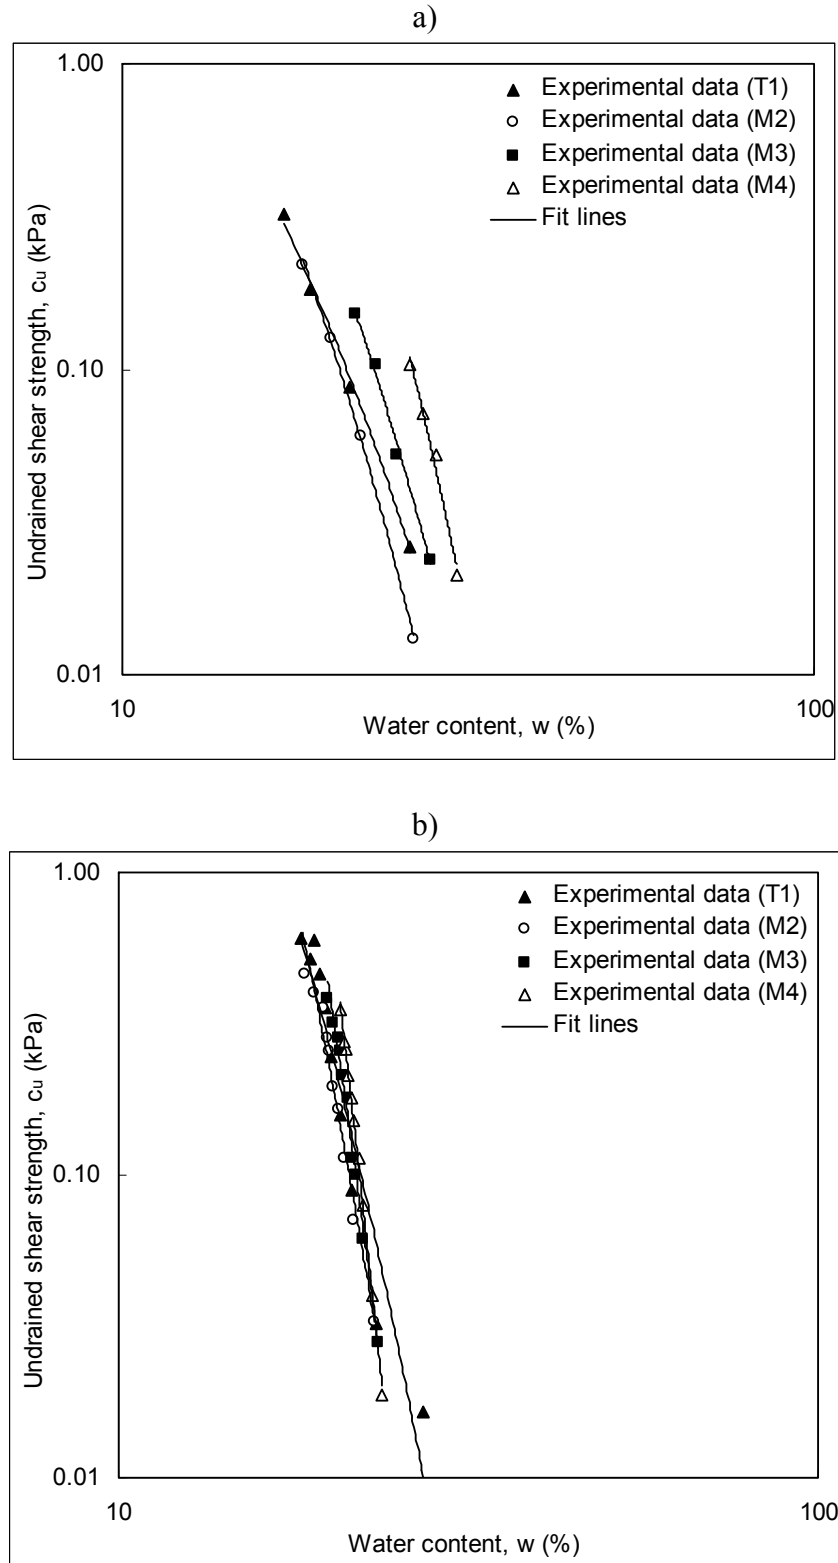 a)
1.00
Experimental data (T1)
Experimental data (M2)
Experimental data (M3)
Experimental data (M4)
Fit lines
Undrained shear strength, cu (kPa)
0.10
0.01
10
100
Water content, w (%)
b)
1.00
Experimental data (T1)
Experimental data (M2)
Experimental data (M3)
Experimental data (M4)
Fit lines
Undrained shear strength, cu (kPa)
0.10
0.01
10
100
Water content, w (%)